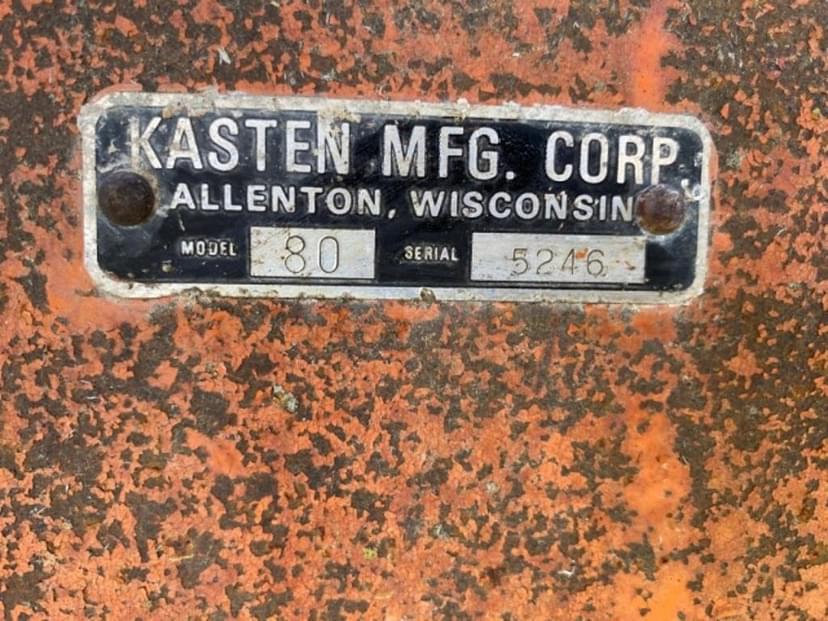 KASTEN MFG. CORP.
ALLENTON, WISCONSIN
MODEL 80 SERIAL 5246